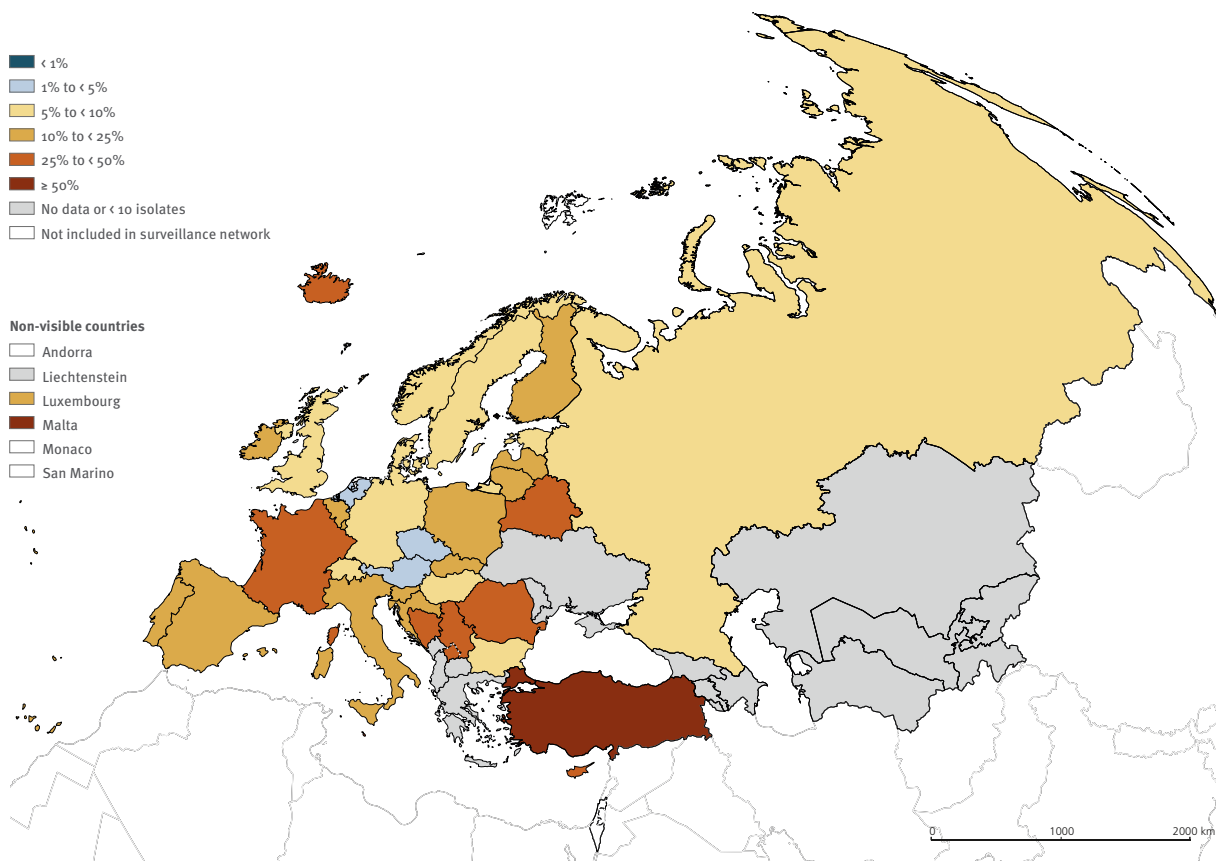 < 1%
1% to < 5%
5% to < 10%
10% to < 25%
25% to < 50%
≥ 50%
No data or < 10 isolates
Not included in surveillance network
Non-visible countries
Andorra
Liechtenstein
Luxembourg
Malta
Monaco
San Marino
0 1000 2000 km